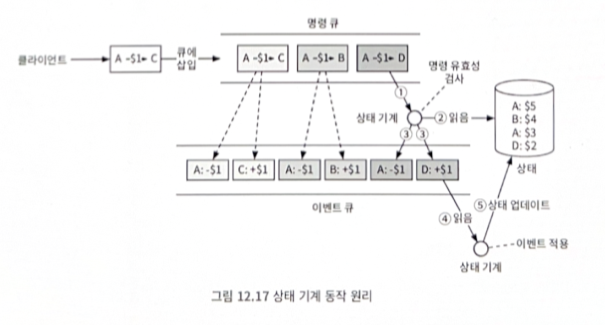 명령 큐
클라이언트
A -$1► C
큐에
삽입
A -$1► C
A -$1► B
A -$1► D
명령 유효성
검사
①
상태 기계
② 읽음
③
③
A: $5
B: $4
A: $3
D: $2
상태
A: -$1
C: +$1
A: -$1
B: +$1
A: -$1
D: +$1
이벤트 큐
④ 읽음
⑤ 상태 업데이트
이벤트 적용
상태 기계
그림 12.17 상태 기계 동작 원리